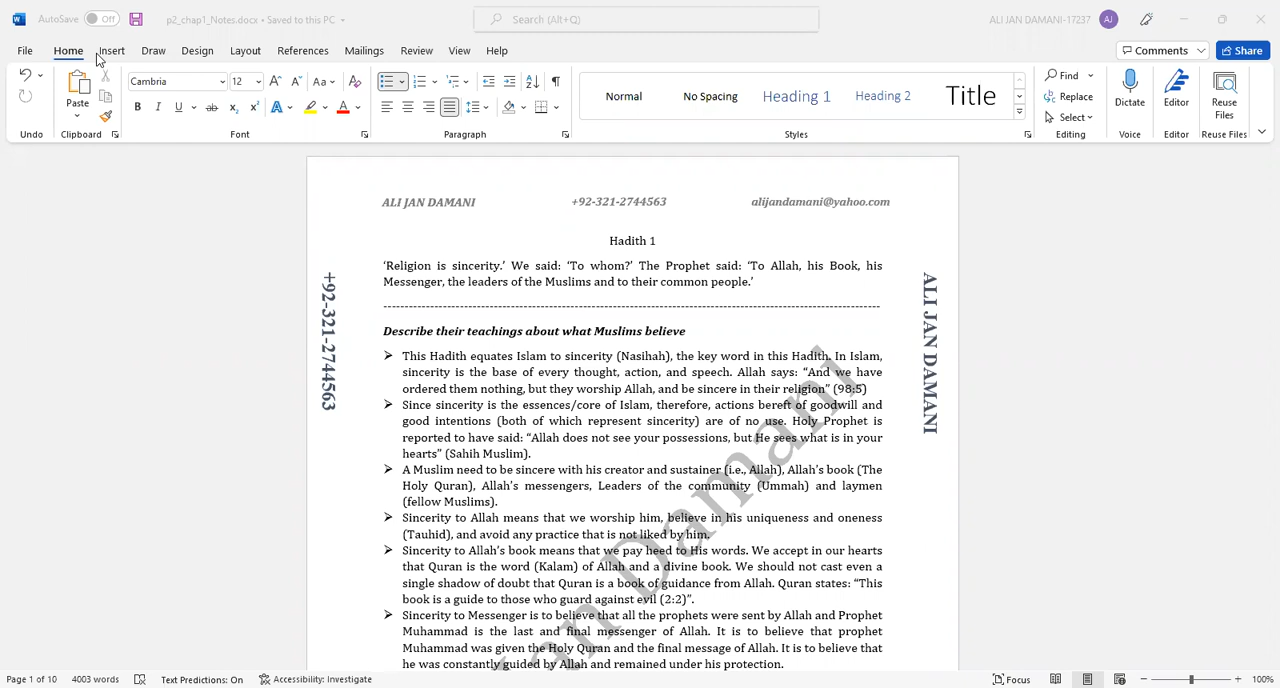 AutoSave Off p2_chap1_Notes.docx • Saved to this PC Search (Alt+Q) ALI JAN DAMANI-17237 AJ
File Home Insert Draw Design Layout References Mailings Review View Help Comments Share
Paste Cambria 12 Aa Normal No Spacing Heading 1 Heading 2 Title Find Replace Select Dictate Editor Reuse Files
Undo Clipboard Font Paragraph Styles Editing Voice Editor Reuse Files
ALI JAN DAMANI +92-321-2744563 alijandamani@yahoo.com
Hadith 1
‘Religion is sincerity.’ We said: ‘To whom?’ The Prophet said: ‘To Allah, his Book, his
Messenger, the leaders of the Muslims and to their common people.’
--------------------------------------------------------------------------------------------------------------------
Describe their teachings about what Muslims believe
➢ This Hadith equates Islam to sincerity (Nasihah), the key word in this Hadith. In Islam,
sincerity is the base of every thought, action, and speech. Allah says: “And we have
ordered them nothing, but they worship Allah, and be sincere in their religion” (98:5)
➢ Since sincerity is the essences/core of Islam, therefore, actions bereft of goodwill and
good intentions (both of which represent sincerity) are of no use. Holy Prophet is
reported to have said: “Allah does not see your possessions, but He sees what is in your
hearts” (Sahih Muslim).
➢ A Muslim need to be sincere with his creator and sustainer (i.e., Allah), Allah’s book (The
Holy Quran), Allah’s messengers, Leaders of the community (Ummah) and laymen
(fellow Muslims).
➢ Sincerity to Allah means that we worship him, believe in his uniqueness and oneness
(Tauhid), and avoid any practice that is not liked by him.
➢ Sincerity to Allah’s book means that we pay heed to His words. We accept in our hearts
that Quran is the word (Kalam) of Allah and a divine book. We should not cast even a
single shadow of doubt that Quran is a book of guidance from Allah. Quran states: “This
book is a guide to those who guard against evil (2:2)”.
➢ Sincerity to Messenger is to believe that all the prophets were sent by Allah and Prophet
Muhammad is the last and final messenger of Allah. It is to believe that prophet
Muhammad was given the Holy Quran and the final message of Allah. It is to believe that
he was constantly guided by Allah and remained under his protection.
+92-321-2744563
ALI JAN DAMANI
an Damani
Page 1 of 10 4003 words Text Predictions: On Accessibility: Investigate Focus 100%